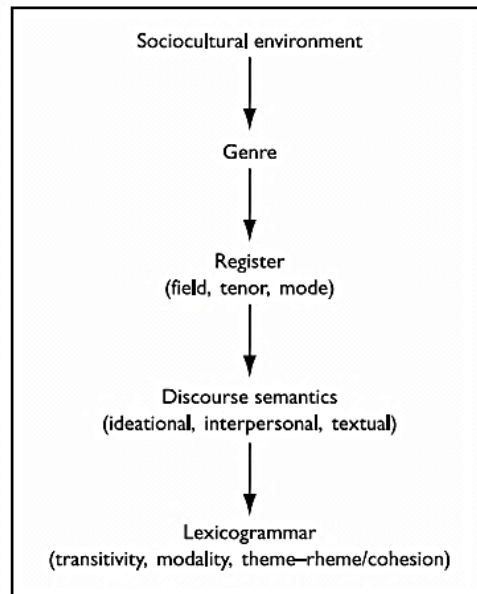 Sociocultural environment
Genre
Register
(field, tenor, mode)
Discourse semantics
(ideational, interpersonal, textual)
Lexicogrammar
(transitivity, modality, theme–rheme/cohesion)